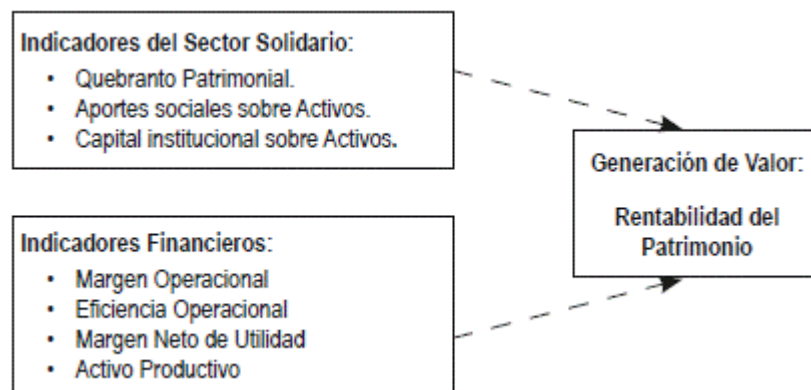 Indicadores del Sector Solidario:
• Quebranto Patrimonial.
• Aportes sociales sobre Activos.
• Capital institucional sobre Activos.
Generación de Valor:
Rentabilidad del
Patrimonio
Indicadores Financieros:
• Margen Operacional
• Eficiencia Operacional
• Margen Neto de Utilidad
• Activo Productivo